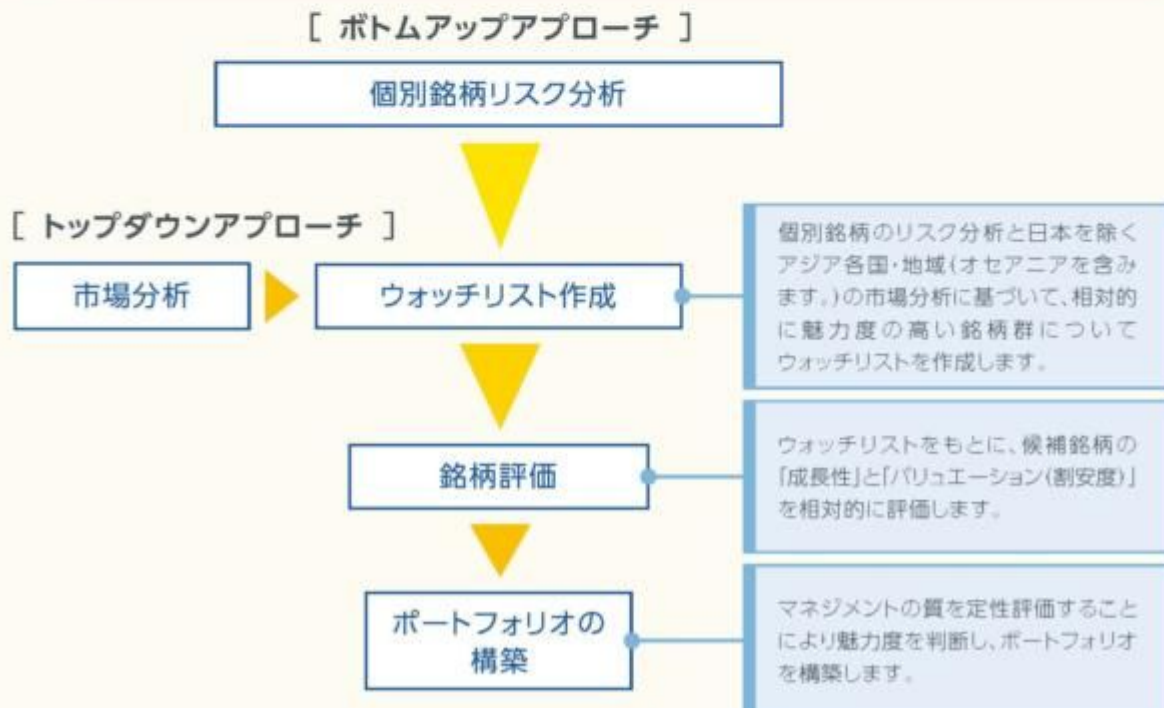 [ ボトムアップアプローチ ]
個別銘柄リスク分析
[ トップダウンアプローチ ]
市場分析
ウォッチリスト作成
個別銘柄のリスク分析と日本を除く
アジア各国・地域(オセアニアを含み
ます。)の市場分析に基づいて、相対的
に魅力度の高い銘柄群について
ウォッチリストを作成します。
銘柄評価
ウォッチリストをもとに、候補銘柄の
「成長性」と「バリュエーション(割安度)」
を相対的に評価します。
ポートフォリオの
構築
マネジメントの質を定性評価すること
により魅力度を判断し、ポートフォリオ
を構築します。